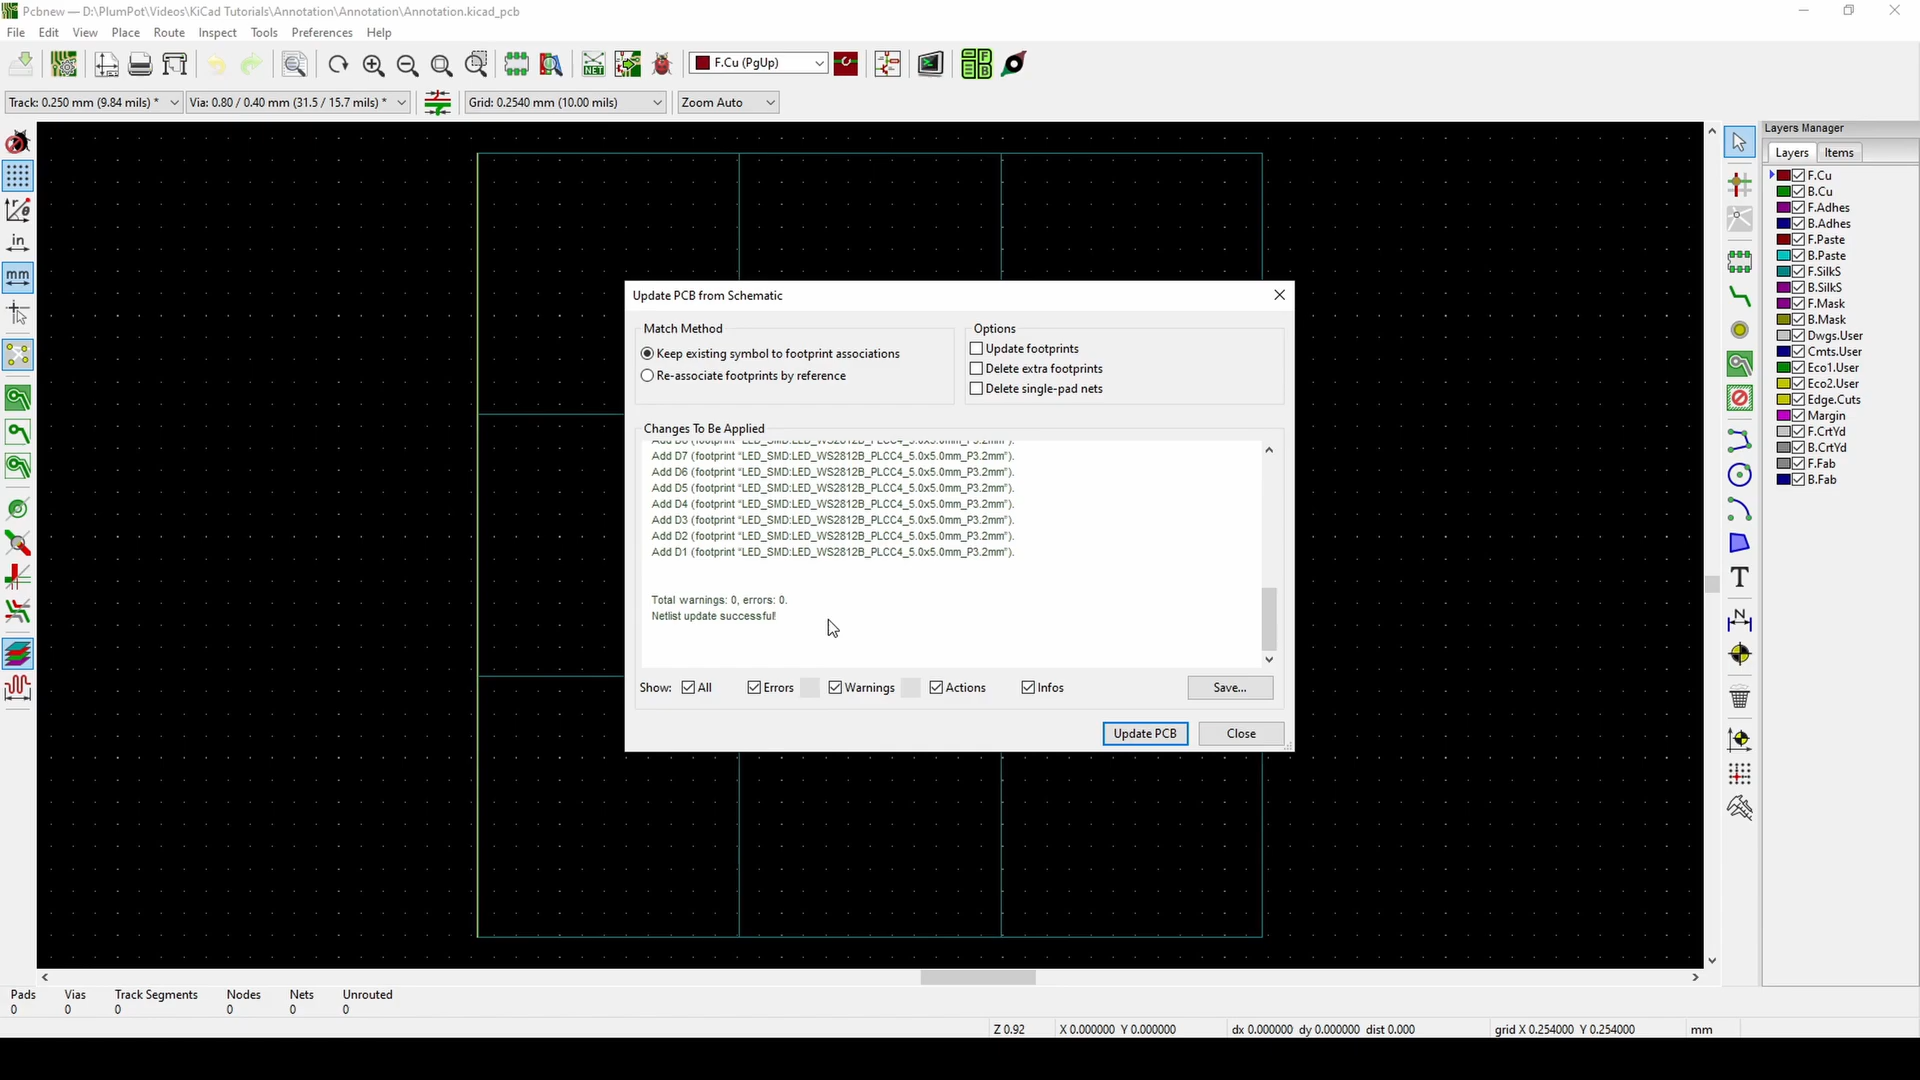 Pcbnew — D:\PlumPot\Videos\KiCad Tutorials\Annotation\Annotation\Annotation.kicad_pcb
File Edit View Place Route Inspect Tools Preferences Help
NET
F.Cu (PgUp)
Track: 0.250 mm (9.84 mils) *
Via: 0.80 / 0.40 mm (31.5 / 15.7 mils) *
Grid: 0.2540 mm (10.00 mils)
Zoom Auto
in
mm
Update PCB from Schematic
Match Method
Keep existing symbol to footprint associations
Re-associate footprints by reference
Options
Update footprints
Delete extra footprints
Delete single-pad nets
Changes To Be Applied
Add D7 (footprint “LED_SMD:LED_WS2812B_PLCC4_5.0x5.0mm_P3.2mm”).
Add D6 (footprint “LED_SMD:LED_WS2812B_PLCC4_5.0x5.0mm_P3.2mm”).
Add D5 (footprint “LED_SMD:LED_WS2812B_PLCC4_5.0x5.0mm_P3.2mm”).
Add D4 (footprint “LED_SMD:LED_WS2812B_PLCC4_5.0x5.0mm_P3.2mm”).
Add D3 (footprint “LED_SMD:LED_WS2812B_PLCC4_5.0x5.0mm_P3.2mm”).
Add D2 (footprint “LED_SMD:LED_WS2812B_PLCC4_5.0x5.0mm_P3.2mm”).
Add D1 (footprint “LED_SMD:LED_WS2812B_PLCC4_5.0x5.0mm_P3.2mm”).
Total warnings: 0, errors: 0.
Netlist update successful!
Show: All Errors Warnings Actions Infos Save...
Update PCB Close
Layers Manager
Layers Items
F.Cu
B.Cu
F.Adhes
B.Adhes
F.Paste
B.Paste
F.SilkS
B.SilkS
F.Mask
B.Mask
Dwgs.User
Cmts.User
Eco1.User
Eco2.User
Edge.Cuts
Margin
F.CrtYd
B.CrtYd
F.Fab
B.Fab
Pads Vias Track Segments Nodes Nets Unrouted
0 0 0 0 0 0
Z 0.92 X 0.000000 Y 0.000000 dx 0.000000 dy 0.000000 dist 0.000 grid X 0.254000 Y 0.254000 mm